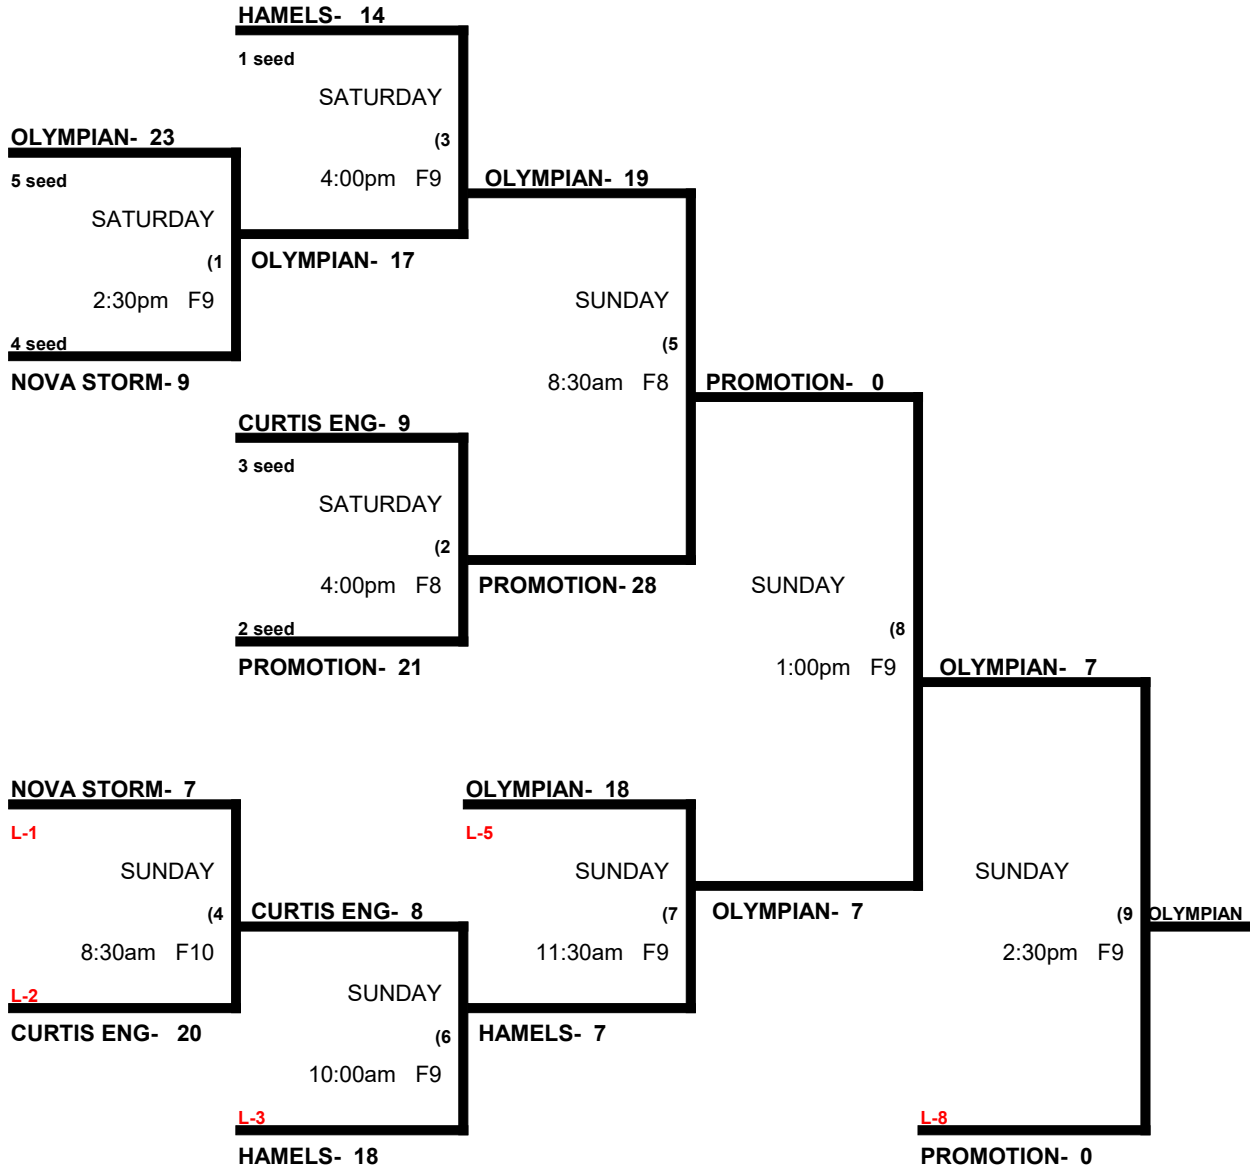 HAMELS- 14
1 seed
SATURDAY
(3
4:00pm F9
OLYMPIAN- 23
5 seed
SATURDAY
(1
2:30pm F9
4 seed
NOVA STORM- 9
OLYMPIAN- 17
OLYMPIAN- 19
SUNDAY
(5
8:30am F8
CURTIS ENG- 9
3 seed
SATURDAY
(2
4:00pm F8
2 seed
PROMOTION- 21
PROMOTION- 28
PROMOTION- 0
SUNDAY
(8
1:00pm F9
OLYMPIAN- 7
NOVA STORM- 7
L-1
SUNDAY
(4
8:30am F10
L-2
CURTIS ENG- 20
CURTIS ENG- 8
SUNDAY
(6
10:00am F9
L-3
HAMELS- 18
OLYMPIAN- 18
L-5
SUNDAY
(7
11:30am F9
HAMELS- 7
OLYMPIAN- 7
SUNDAY
(9
2:30pm F9
L-8
PROMOTION- 0
OLYMPIAN